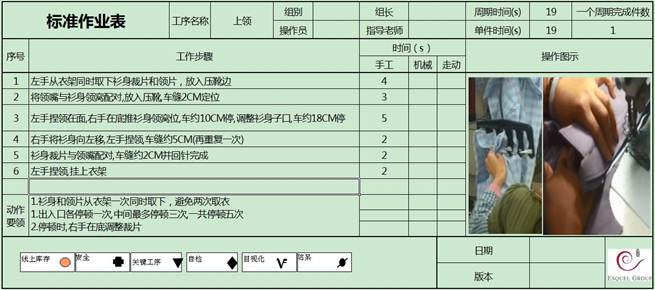 标准作业表 工序名称 上领 组别 组长 周期时间(s) 19 一个周期完成件数
操作员 指导老师 单件时间(s) 19 1
序号 工作步骤 时间(s) 操作图示
手工 机械 走动
1 左手从衣架同时取下衫身裁片和领片，放入压靴边 4
2 将领嘴与衫身领窝配对,放入压靴,车缝2CM定位 3
3 左手捏领在面,右手在底推衫身领窝位,车约10CM停,调整衫身子口,车约18CM停 5
4 右手将衫身向左移,左手捏领,车缝约5CM(再重复一次) 2
5 衫身裁片与领嘴配对,车缝约2CM并回针完成 2
6 左手捏领,挂上衣架 2
动作要领
1.衫身和领片从衣架一次同时取下，避免两次取衣
1.出入口各停顿一次,中间最多停顿三次,一共停顿五次
2.停顿时,右手在底调整裁片
线上库存 安全 关键工序 自检 目视化 防呆
日期
版本
ESQUEL GROUP